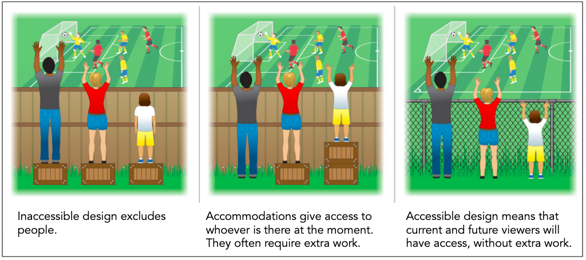 Inaccessible design excludes
people.
Accommodations give access to
whoever is there at the moment.
They often require extra work.
Accessible design means that
current and future viewers will
have access, without extra work.